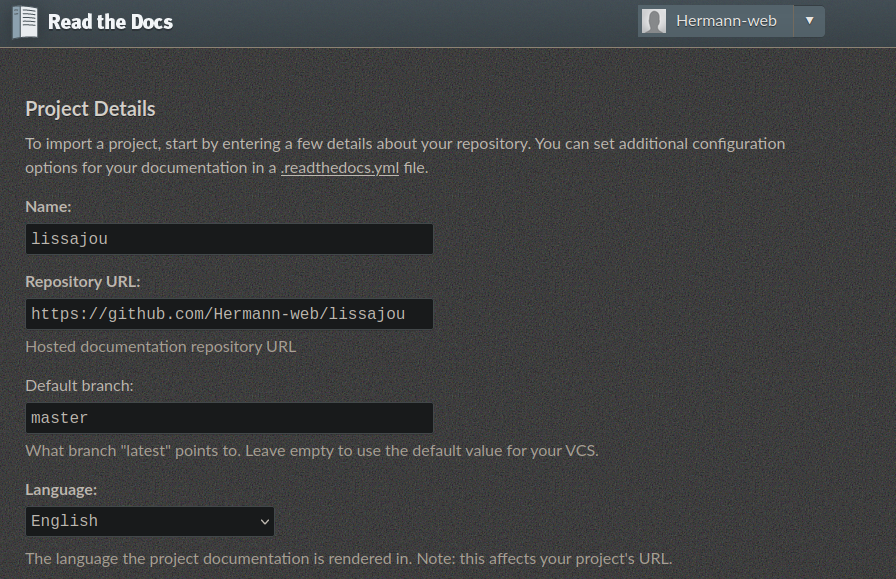 Read the Docs
Hermann-web ▼
Project Details
To import a project, start by entering a few details about your repository. You can set additional configuration
options for your documentation in a .readthedocs.yml file.
Name:
lissajou
Repository URL:
https://github.com/Hermann-web/lissajou
Hosted documentation repository URL
Default branch:
master
What branch "latest" points to. Leave empty to use the default value for your VCS.
Language:
English
The language the project documentation is rendered in. Note: this affects your project's URL.